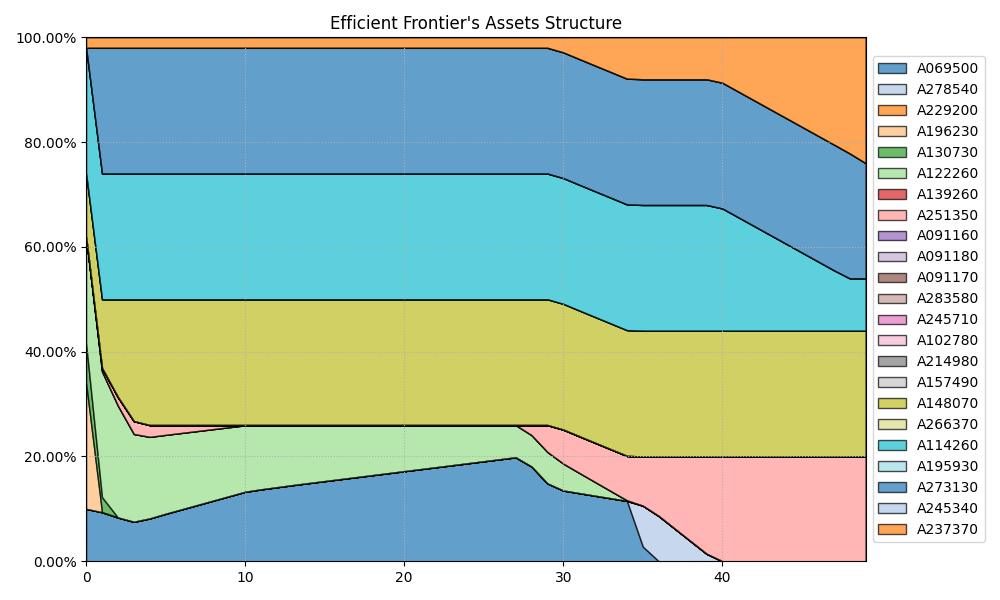 Efficient Frontier's Assets Structure
100.00%
80.00%
60.00%
40.00%
20.00%
0.00%
0
10
20
30
40
A069500
A278540
A229200
A196230
A130730
A122260
A139260
A251350
A091160
A091180
A091170
A283580
A245710
A102780
A214980
A157490
A148070
A266370
A114260
A195930
A273130
A245340
A237370